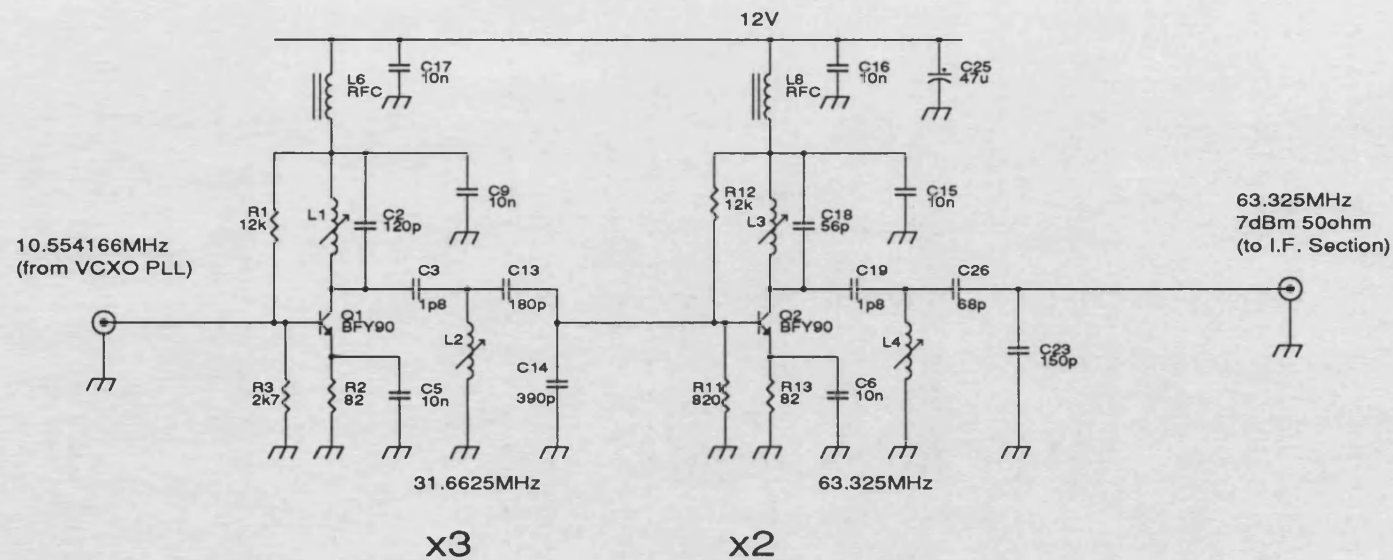 12V
L6
RFC
C17
10n
L8
RFC
C16
10n
C25
47u
R1
12k
L1
C2
120p
C9
10n
R12
12k
L3
C18
56p
C15
10n
63.325MHz
7dBm 50ohm
(to I.F. Section)
10.554166MHz
(from VCXO PLL)
C3
1p8
C13
180p
C19
1p8
C26
68p
Q1
BFY90
L2
Q2
BFY90
L4
C23
150p
R3
2k7
R2
82
C5
10n
C14
390p
R11
820
R13
82
C6
10n
31.6625MHz
63.325MHz
x3
x2